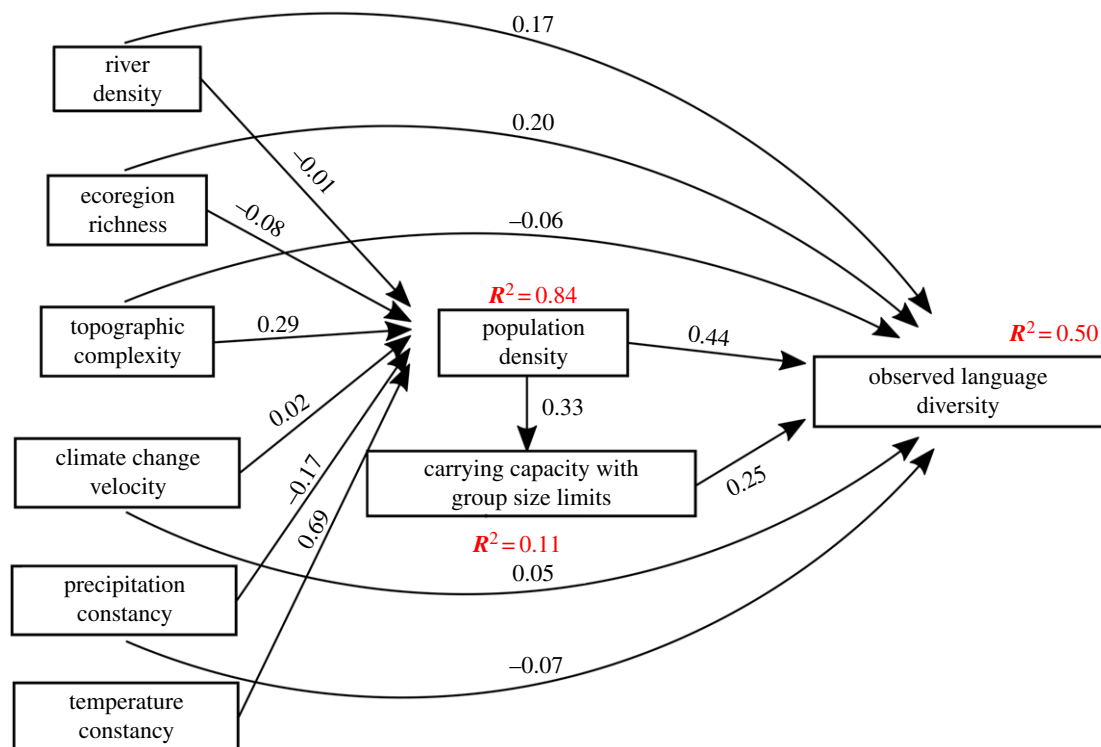 0.17
river
density
0.20
–0.01
ecoregion
richness
–0.08
–0.06
R² = 0.84
topographic
complexity
0.29
population
density
0.44
R² = 0.50
observed language
diversity
0.02
0.33
climate change
velocity
carrying capacity with
group size limits
–0.17
0.25
0.69
R² = 0.11
precipitation
constancy
0.05
–0.07
temperature
constancy